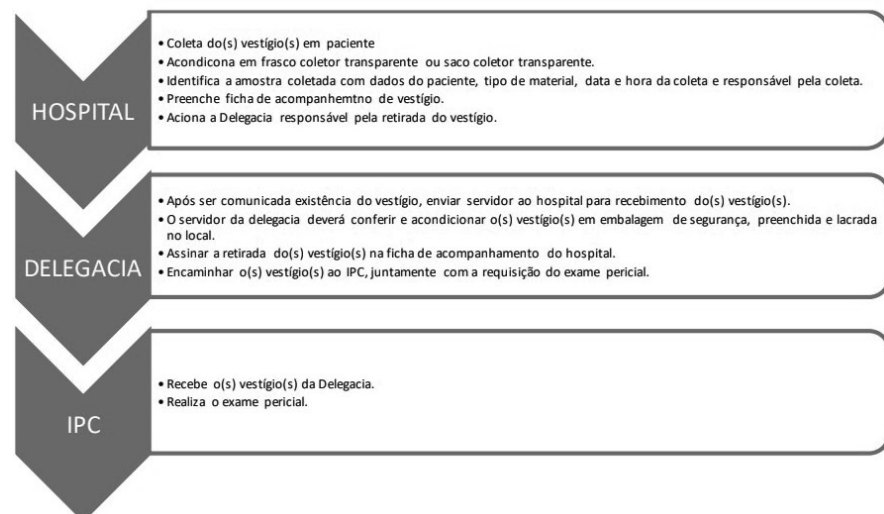 HOSPITAL
• Coleta do(s) vestígio(s) em paciente
• Acondicona em frasco coletor transparente ou saco coletor transparente.
• Identifica a amostra coletada com dados do paciente, tipo de material, data e hora da coleta e responsável pela coleta.
• Preenche ficha de acompanhemtno de vestígio.
• Aciona a Delegacia responsável pela retirada do vestígio.
DELEGACIA
• Após ser comunicada existência do vestígio, enviar servidor ao hospital para recebimento do(s) vestígio(s).
• O servidor da delegacia deverá conferir e acondicionar o(s) vestígio(s) em embalagem de segurança, preenchida e lacrada
no local.
• Assinar a retirada do(s) vestígio(s) na ficha de acompanhamento do hospital.
• Encaminhar o(s) vestígio(s) ao IPC, juntamente com a requisição do exame pericial.
IPC
• Recebe o(s) vestígio(s) da Delegacia.
• Realiza o exame pericial.